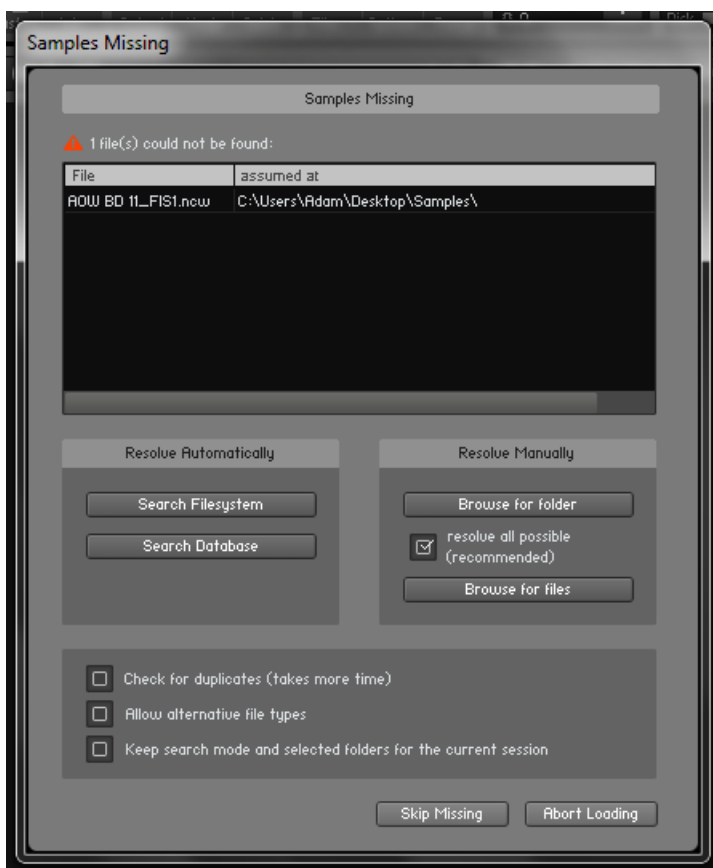 Samples Missing
Samples Missing
1 file(s) could not be found:
File assumed at
AOW BD 11_FIS1.ncw C:\Users\Adam\Desktop\Samples\
Resolve Automatically
Resolve Manually
Search Filesystem
Browse for folder
Search Database
resolve all possible
(recommended)
Browse for files
Check for duplicates (takes more time)
Allow alternative file types
Keep search mode and selected folders for the current session
Skip Missing
Abort Loading